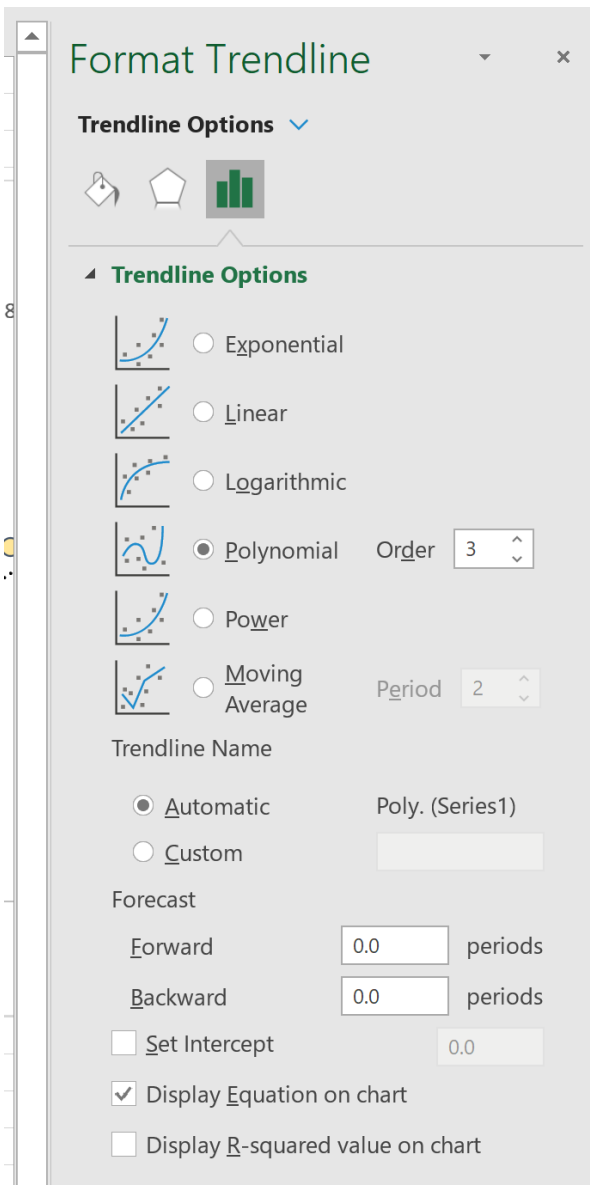 Format Trendline
Trendline Options
Trendline Options
8
Exponential
Linear
Logarithmic
Polynomial Order 3
Power
Moving
Average
Period 2
Trendline Name
Automatic Poly. (Series1)
Custom
Forecast
Forward 0.0 periods
Backward 0.0 periods
Set Intercept 0.0
Display Equation on chart
Display R-squared value on chart